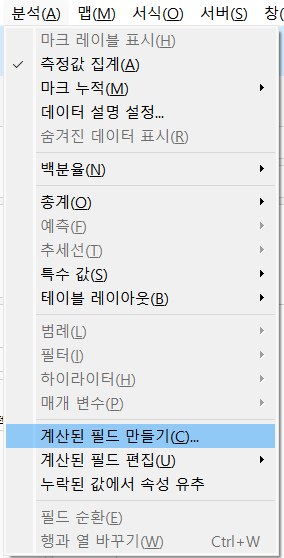 분석(A) 맵(M) 서식(O) 서버(S) 창(
마크 레이블 표시(H)
✓ 측정값 집계(A)
마크 누적(M)
데이터 설명 설정...
숨겨진 데이터 표시(R)
백분율(N)
총계(O)
예측(F)
추세선(T)
특수 값(S)
테이블 레이아웃(B)
범례(L)
필터(I)
하이라이터(H)
매개 변수(P)
계산된 필드 만들기(C)...
계산된 필드 편집(U)
누락된 값에서 속성 유추
필드 순환(E)
행과 열 바꾸기(W) Ctrl+W